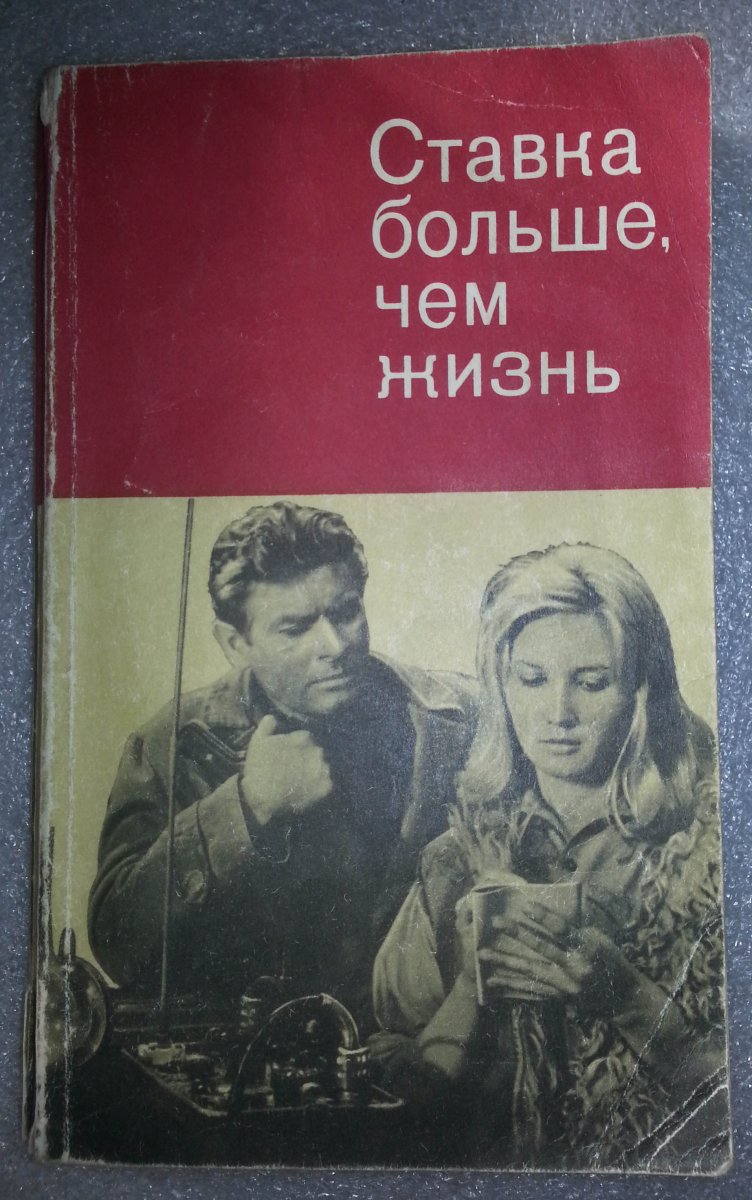 Ставка
больше,
чем
жизнь